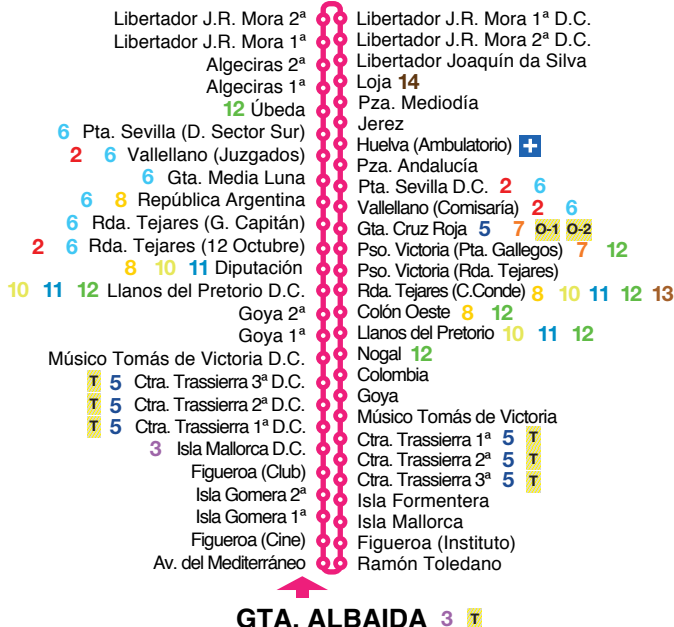 Libertador J.R. Mora 2ª
Libertador J.R. Mora 1ª
Algeciras 2ª
Algeciras 1ª
12 Úbeda
6 Pta. Sevilla (D. Sector Sur)
2 6 Vallellano (Juzgados)
6 Gta. Media Luna
6 8 República Argentina
6 Rda. Tejares (G. Capitán)
2 6 Rda. Tejares (12 Octubre)
8 10 11 Diputación
10 11 12 Llanos del Pretorio D.C.
Goya 2ª
Goya 1ª
Músico Tomás de Victoria D.C.
T 5 Ctra. Trassierra 3ª D.C.
T 5 Ctra. Trassierra 2ª D.C.
T 5 Ctra. Trassierra 1ª D.C.
3 Isla Mallorca D.C.
Figueroa (Club)
Isla Gomera 2ª
Isla Gomera 1ª
Figueroa (Cine)
Av. del Mediterráneo
Libertador J.R. Mora 1ª D.C.
Libertador J.R. Mora 2ª D.C.
Libertador Joaquín da Silva
Loja 14
Pza. Mediodía
Jerez
Huelva (Ambulatorio)
Pza. Andalucía
Pta. Sevilla D.C. 2 6
Vallellano (Comisaría) 2 6
Gta. Cruz Roja 5 7 O-1 O-2
Pso. Victoria (Pta. Gallegos) 7 12
Pso. Victoria (Rda. Tejares)
Rda. Tejares (C.Conde) 8 10 11 12 13
Colón Oeste 8 12
Llanos del Pretorio 10 11 12
Nogal 12
Colombia
Goya
Músico Tomás de Victoria
Ctra. Trassierra 1ª 5 T
Ctra. Trassierra 2ª 5 T
Ctra. Trassierra 3ª 5 T
Isla Formentera
Isla Mallorca
Figueroa (Instituto)
Ramón Toledano
GTA. ALBAIDA 3 T